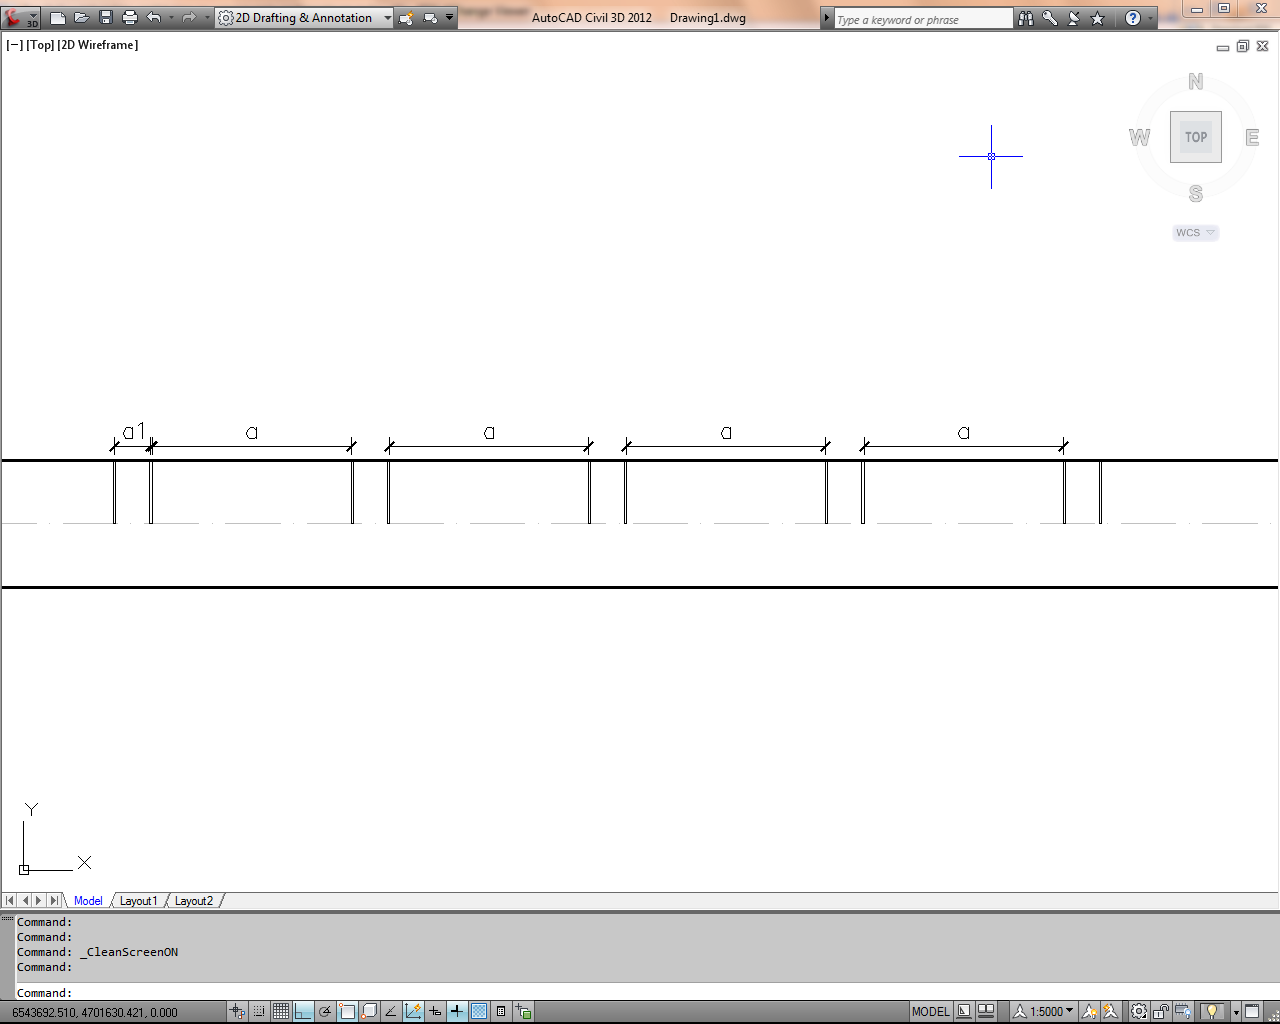 3D
2D Drafting & Annotation
AutoCAD Civil 3D 2012 Drawing1.dwg
Type a keyword or phrase
[−] [Top] [2D Wireframe]
N
W TOP E
S
WCS
a1 a a a a
Y
X
Model Layout1 Layout2
Command:
Command:
Command: _CleanScreenON
Command:
Command:
6543692.510, 4701630.421, 0.000
MODEL
1:5000